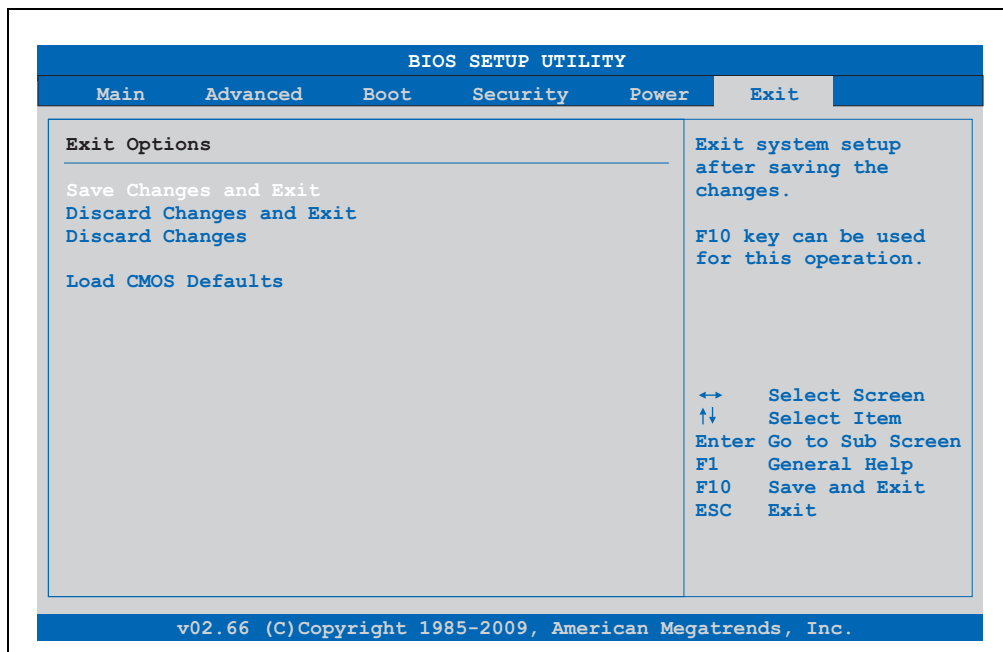 BIOS SETUP UTILITY
Main Advanced Boot Security Power Exit
Exit Options
Save Changes and Exit
Discard Changes and Exit
Discard Changes
Load CMOS Defaults
Exit system setup
after saving the
changes.
F10 key can be used
for this operation.
↔ Select Screen
↑↓ Select Item
Enter Go to Sub Screen
F1 General Help
F10 Save and Exit
ESC Exit
v02.66 (C)Copyright 1985-2009, American Megatrends, Inc.